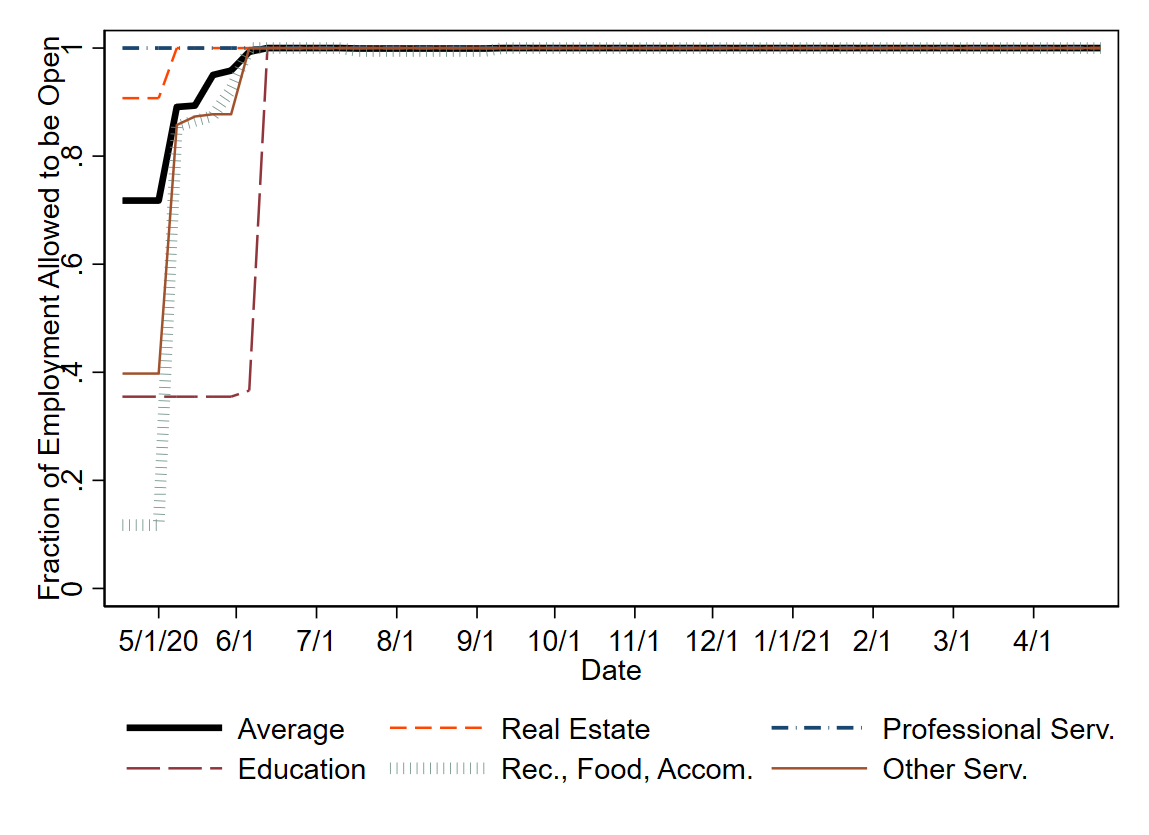 Fraction of Employment Allowed to be Open
1
.8
.6
.4
.2
0
5/1/20 6/1 7/1 8/1 9/1 10/1 11/1 12/1 1/1/21 2/1 3/1 4/1
Date
Average Real Estate Professional Serv.
Education Rec., Food, Accom. Other Serv.